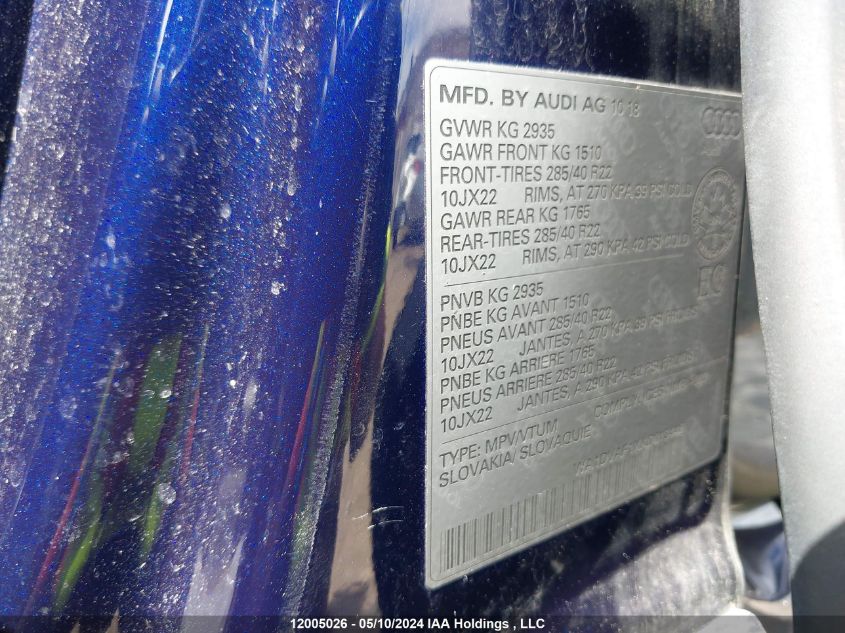 MFD. BY AUDI AG 10 18
GVWR KG 2935
GAWR FRONT KG 1510
FRONT-TIRES 285/40 R22
10JX22 RIMS, AT 270 KPA 39 PSI COLD
GAWR REAR KG 1765
REAR-TIRES 285/40 R22
10JX22 RIMS, AT 290 KPA 42 PSI COLD
PNVB KG 2935
PNBE KG AVANT 1510
PNEUS AVANT 285/40 R22
10JX22 JANTES, A 270 KPA 39 PSI
PNBE KG ARRIERE 1765
PNEUS ARRIERE 285/40 R22
10JX22 JANTES, A 290 KPA 42 PSI
TYPE: MPV/VTUM
SLOVAKIA/ SLOVAQUIE
12005026 - 05/10/2024 IAA Holdings , LLC